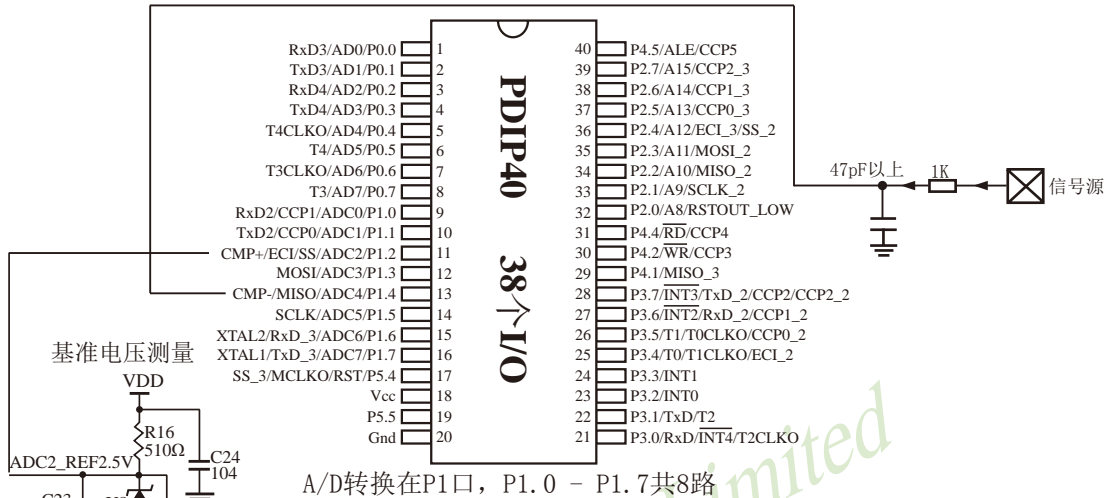 RxD3/AD0/P0.0 1
TxD3/AD1/P0.1 2
RxD4/AD2/P0.2 3
TxD4/AD3/P0.3 4
T4CLKO/AD4/P0.4 5
T4/AD5/P0.5 6
T3CLKO/AD6/P0.6 7
T3/AD7/P0.7 8
RxD2/CCP1/ADC0/P1.0 9
TxD2/CCP0/ADC1/P1.1 10
CMP+/ECI/SS/ADC2/P1.2 11
MOSI/ADC3/P1.3 12
CMP-/MISO/ADC4/P1.4 13
SCLK/ADC5/P1.5 14
XTAL2/RxD_3/ADC6/P1.6 15
XTAL1/TxD_3/ADC7/P1.7 16
SS_3/MCLKO/RST/P5.4 17
Vcc 18
P5.5 19
Gnd 20
PDIP40 38个I/O
40 P4.5/ALE/CCP5
39 P2.7/A15/CCP2_3
38 P2.6/A14/CCP1_3
37 P2.5/A13/CCP0_3
36 P2.4/A12/ECI_3/SS_2
35 P2.3/A11/MOSI_2
34 P2.2/A10/MISO_2
33 P2.1/A9/SCLK_2
32 P2.0/A8/RSTOUT_LOW
31 P4.4/RD/CCP4
30 P4.2/WR/CCP3
29 P4.1/MISO_3
28 P3.7/INT3/TxD_2/CCP2/CCP2_2
27 P3.6/INT2/RxD_2/CCP1_2
26 P3.5/T1/T0CLKO/CCP0_2
25 P3.4/T0/T1CLKO/ECI_2
24 P3.3/INT1
23 P3.2/INT0
22 P3.1/TxD/T2
21 P3.0/RxD/INT4/T2CLKO
47pF以上
1K
信号源
基准电压测量
VDD
R16
510Ω
C24
104
ADC2_REF2.5V
C23
A/D转换在P1口，P1.0 - P1.7共8路
imited